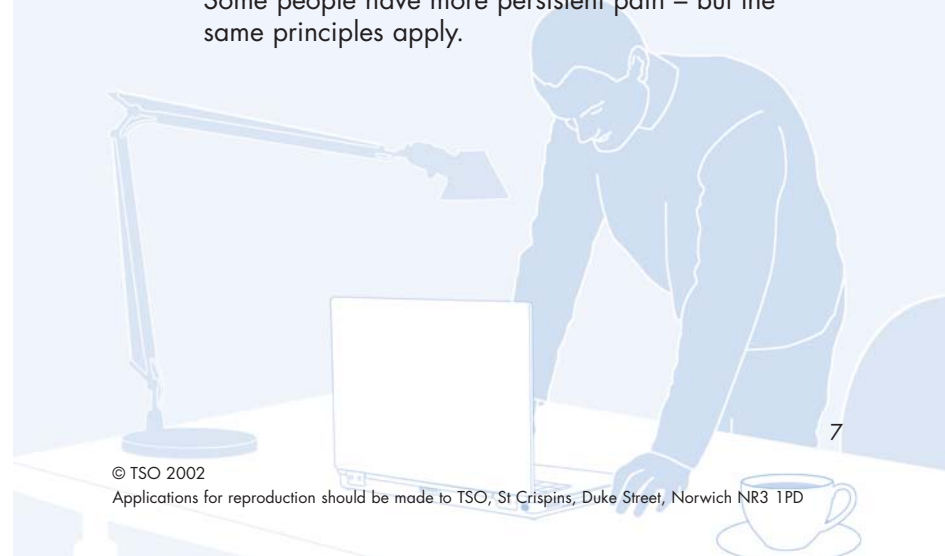 Some people have more persistent pain – but the
same principles apply.
7
© TSO 2002
Applications for reproduction should be made to TSO, St Crispins, Duke Street, Norwich NR3 1PD